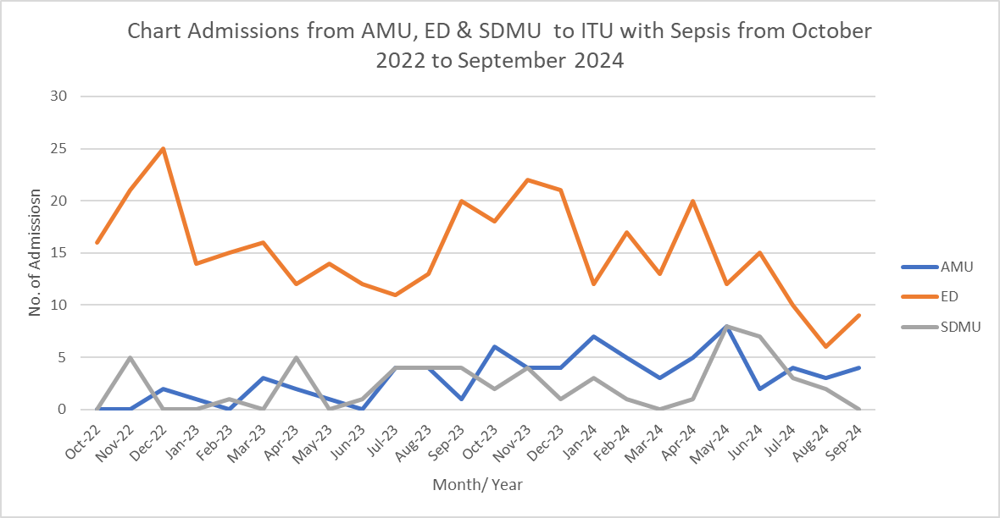 Chart Admissions from AMU, ED & SDMU to ITU with Sepsis from October
2022 to September 2024
30
25
20
15
10
5
0
No. of Admissiosn
Oct-22
Nov-22
Dec-22
Jan-23
Feb-23
Mar-23
Apr-23
May-23
Jun-23
Jul-23
Aug-23
Sep-23
Oct-23
Nov-23
Dec-23
Jan-24
Feb-24
Mar-24
Apr-24
May-24
Jun-24
Jul-24
Aug-24
Sep-24
Month/ Year
AMU
ED
SDMU